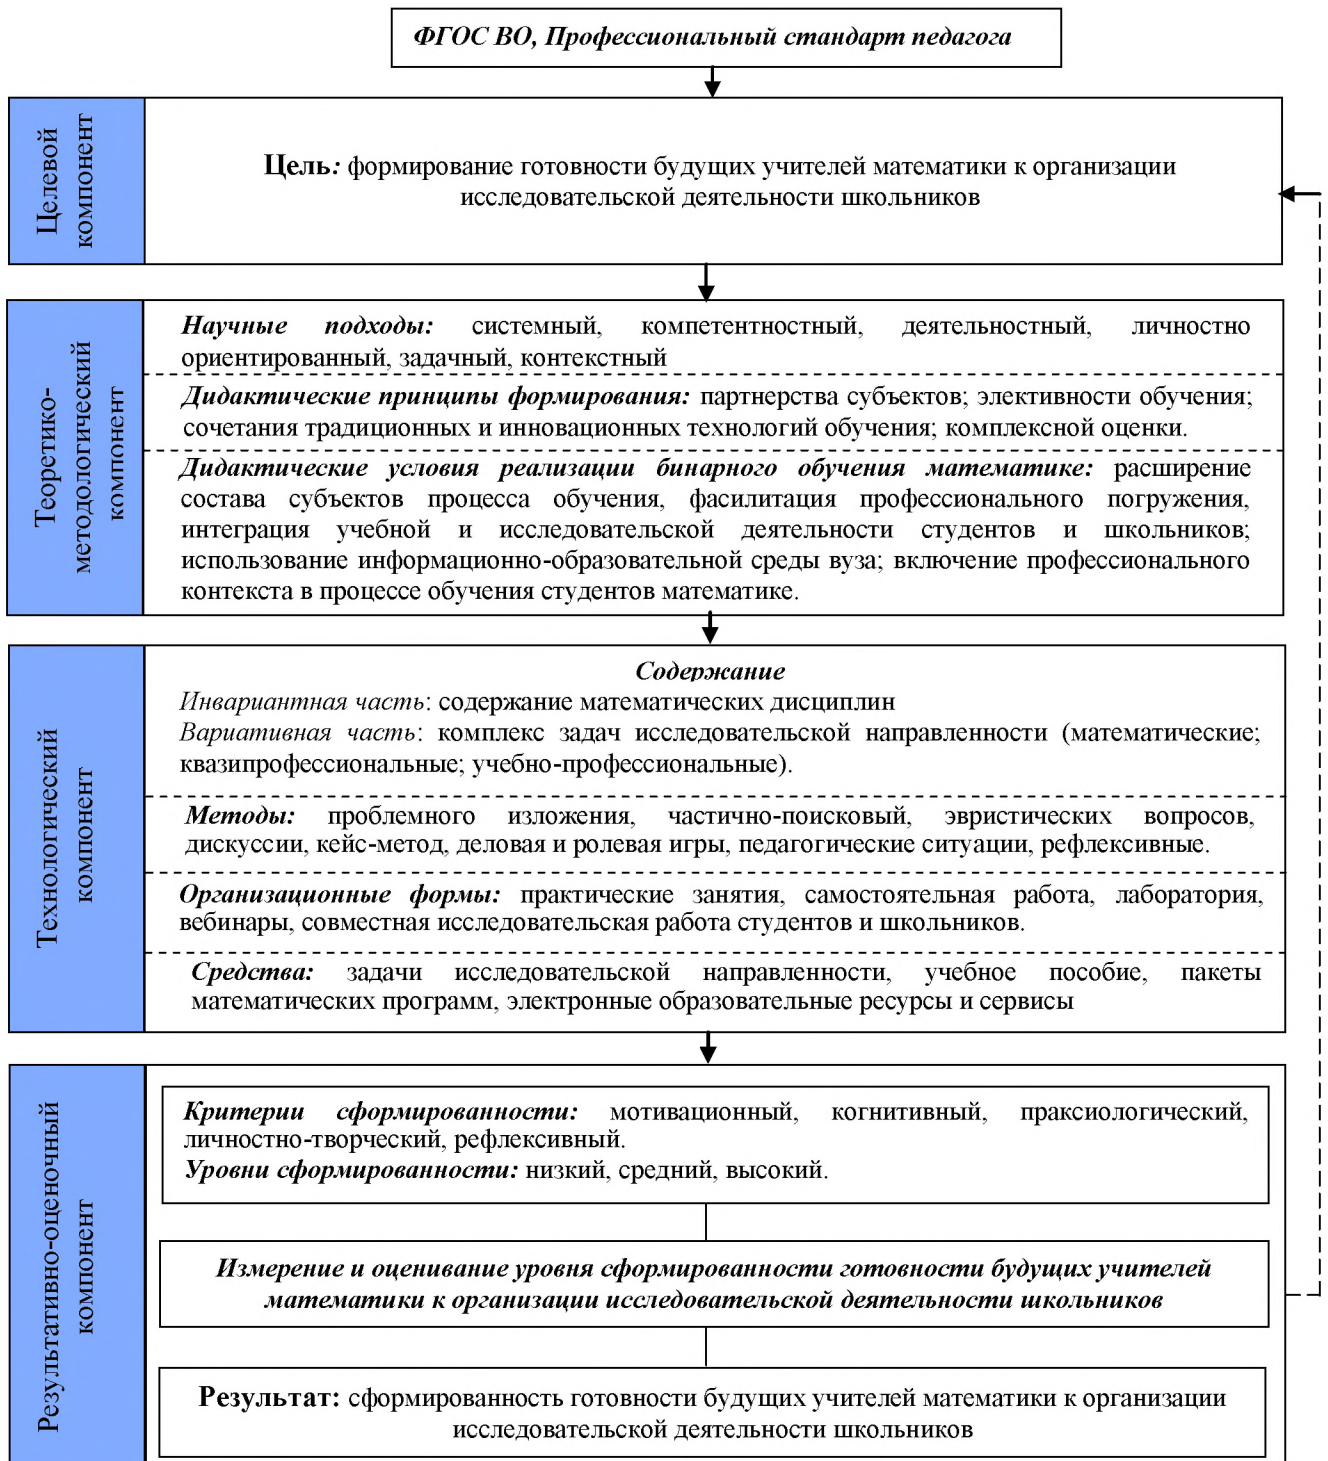 ФГОС ВО, Профессиональный стандарт педагога
Целевой
компонент
Цель: формирование готовности будущих учителей математики к организации
исследовательской деятельности школьников
Теоретико-
методологический
компонент
Научные подходы: системный, компетентностный, деятельностный, личностно
ориентированный, задачный, контекстный
Дидактические принципы формирования: партнерства субъектов; элективности обучения;
сочетания традиционных и инновационных технологий обучения; комплексной оценки.
Дидактические условия реализации бинарного обучения математике: расширение
состава субъектов процесса обучения, фасилитация профессионального погружения,
интеграция учебной и исследовательской деятельности студентов и школьников;
использование информационно-образовательной среды вуза; включение профессионального
контекста в процессе обучения студентов математике.
Технологический
компонент
Содержание
Инвариантная часть: содержание математических дисциплин
Вариативная часть: комплекс задач исследовательской направленности (математические;
квазипрофессиональные; учебно-профессиональные).
Методы: проблемного изложения, частично-поисковый, эвристических вопросов,
дискуссии, кейс-метод, деловая и ролевая игры, педагогические ситуации, рефлексивные.
Организационные формы: практические занятия, самостоятельная работа, лаборатория,
вебинары, совместная исследовательская работа студентов и школьников.
Средства: задачи исследовательской направленности, учебное пособие, пакеты
математических программ, электронные образовательные ресурсы и сервисы
Результативно-оценочный
компонент
Критерии сформированности: мотивационный, когнитивный, праксиологический,
личностно-творческий, рефлексивный.
Уровни сформированности: низкий, средний, высокий.
Измерение и оценивание уровня сформированности готовности будущих учителей
математики к организации исследовательской деятельности школьников
Результат: сформированность готовности будущих учителей математики к организации
исследовательской деятельности школьников